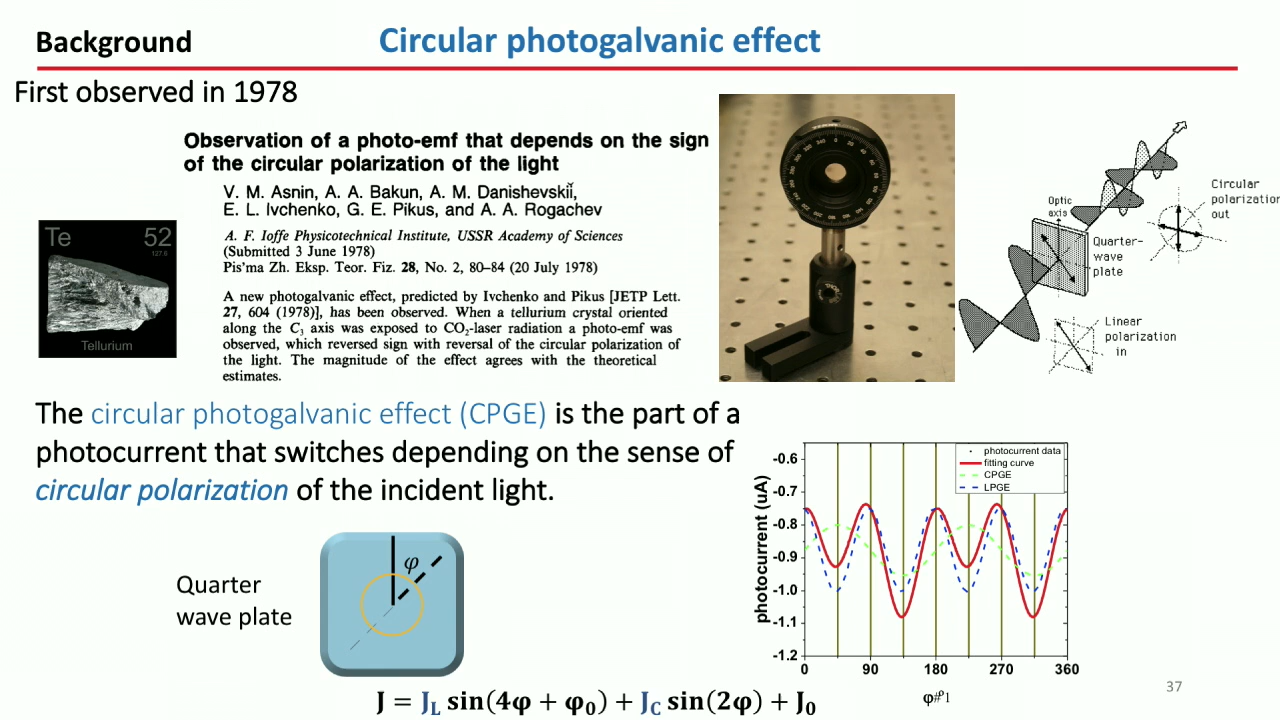 Background
Circular photogalvanic effect
First observed in 1978
Observation of a photo-emf that depends on the sign
of the circular polarization of the light
V. M. Asnin, A. A. Bakun, A. M. Danishevskiĭ,
E. L. Ivchenko, G. E. Pikus, and A. A. Rogachev
A. F. Ioffe Physicotechnical Institute, USSR Academy of Sciences
(Submitted 3 June 1978)
Pis'ma Zh. Eksp. Teor. Fiz. 28, No. 2, 80–84 (20 July 1978)
A new photogalvanic effect, predicted by Ivchenko and Pikus [JETP Lett.
27, 604 (1978)], has been observed. When a tellurium crystal oriented
along the C₃ axis was exposed to CO₂-laser radiation a photo-emf was
observed, which reversed sign with reversal of the circular polarization of
the light. The magnitude of the effect agrees with the theoretical
estimates.
Te 52
127.6
Tellurium
Optic
axis
Circular
polarization
out
Quarter-
wave
plate
Linear
polarization
in
The circular photogalvanic effect (CPGE) is the part of a
photocurrent that switches depending on the sense of
circular polarization of the incident light.
Quarter
wave plate
φ
photocurrent data
fitting curve
CPGE
LPGE
photocurrent (uA)
-0.6
-0.7
-0.8
-0.9
-1.0
-1.1
-1.2
0 90 180 270 360
J = J_L sin(4φ + φ₀) + J_C sin(2φ) + J₀
37